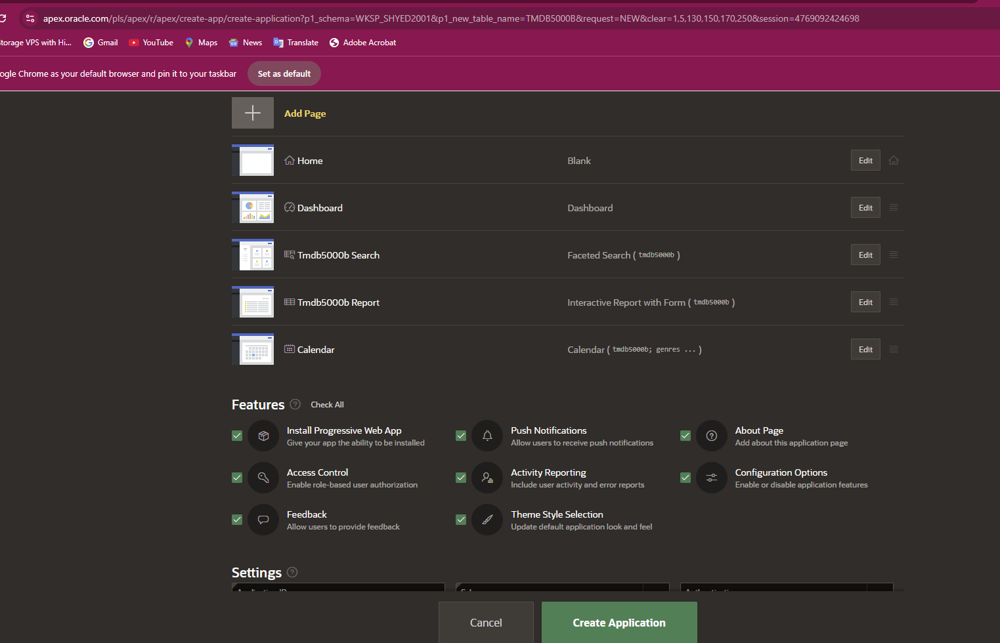 apex.oracle.com/pls/apex/r/apex/create-app/create-application?p1_schema=WKSP_SHYED2001&p1_new_table_name=TMDB5000B&request=NEW&clear=1,5,130,150,170,250&session=4769092424698
torage VPS with Hi... Gmail YouTube Maps News Translate Adobe Acrobat
ogle Chrome as your default browser and pin it to your taskbar Set as default
Add Page
Home Blank Edit
Dashboard Dashboard Edit
Tmdb5000b Search Faceted Search ( tmdb5000b ) Edit
Tmdb5000b Report Interactive Report with Form ( tmdb5000b ) Edit
Calendar Calendar ( tmdb5000b; genres ... ) Edit
Features ? Check All
Install Progressive Web App Push Notifications About Page
Give your app the ability to be installed Allow users to receive push notifications Add about this application page
Access Control Activity Reporting Configuration Options
Enable role-based user authorization Include user activity and error reports Enable or disable application features
Feedback Theme Style Selection
Allow users to provide feedback Update default application look and feel
Settings ?
Cancel Create Application